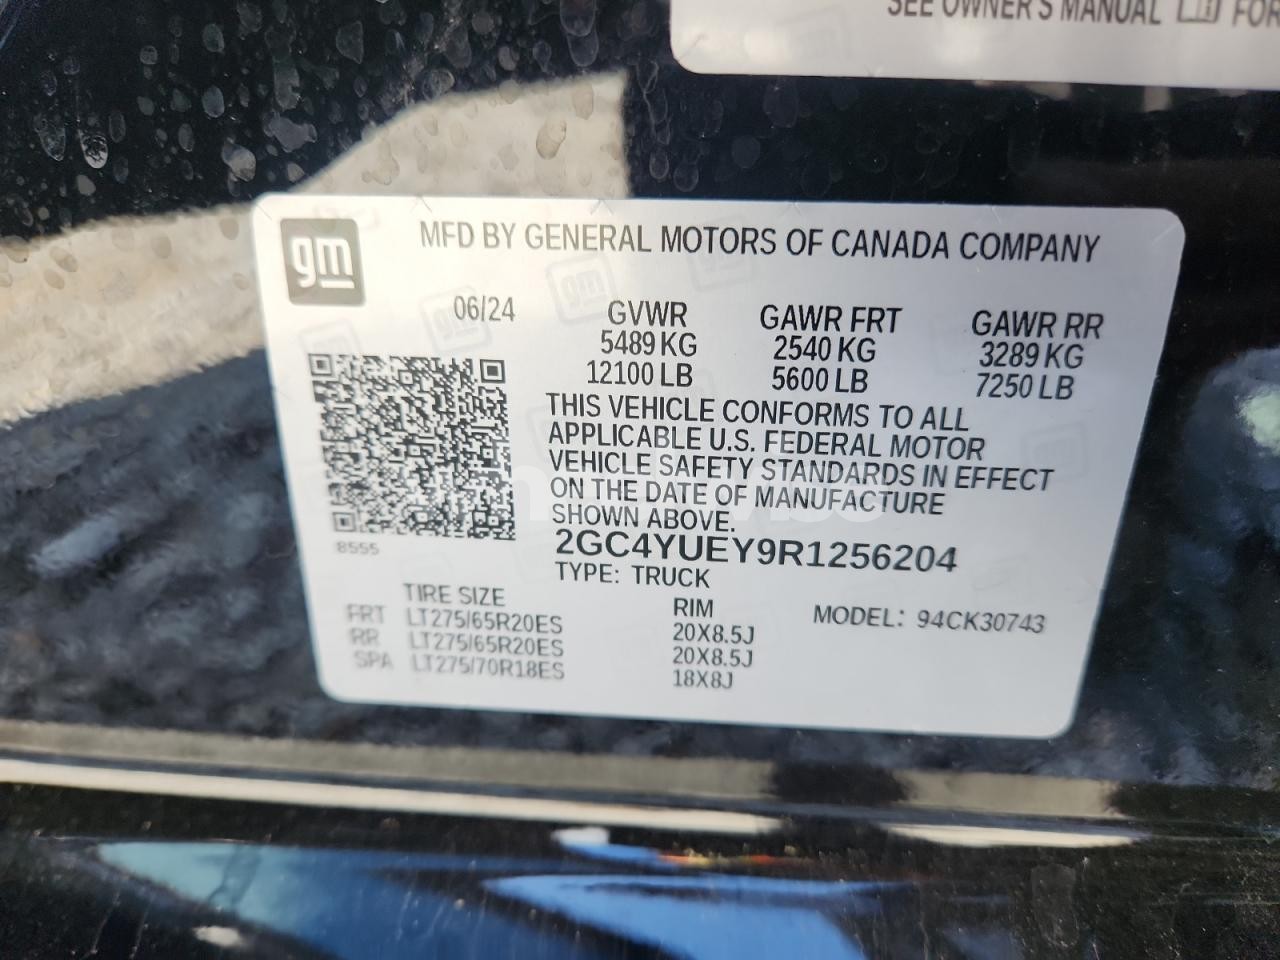 SEE OWNER'S MANUAL FOR
gm
MFD BY GENERAL MOTORS OF CANADA COMPANY
06/24 GVWR GAWR FRT GAWR RR
5489 KG 2540 KG 3289 KG
12100 LB 5600 LB 7250 LB
THIS VEHICLE CONFORMS TO ALL
APPLICABLE U.S. FEDERAL MOTOR
VEHICLE SAFETY STANDARDS IN EFFECT
ON THE DATE OF MANUFACTURE
SHOWN ABOVE.
8555
2GC4YUEY9R1256204
TYPE: TRUCK
TIRE SIZE RIM MODEL: 94CK30743
FRT LT275/65R20ES 20X8.5J
RR LT275/65R20ES 20X8.5J
SPA LT275/70R18ES 18X8J